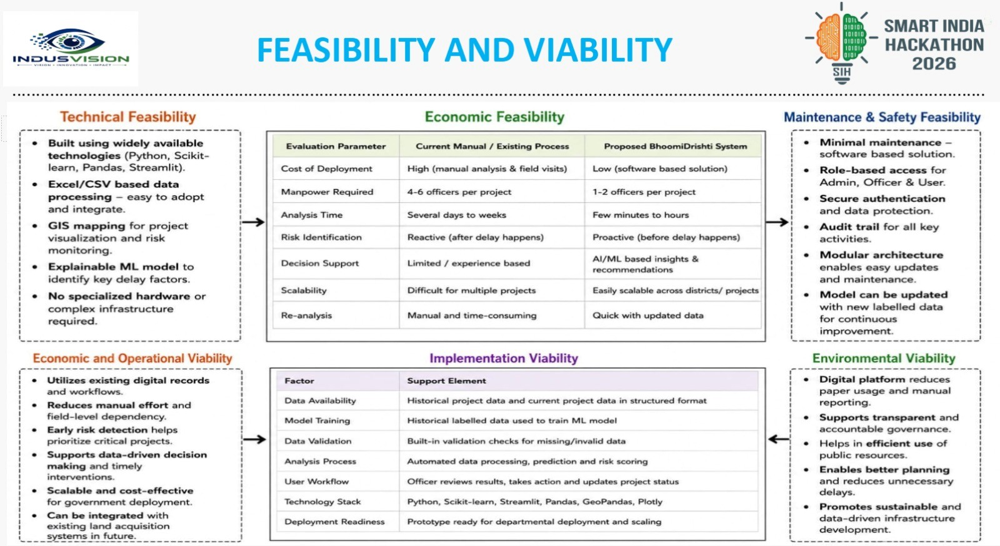 INDUSVISION
VISION • INNOVATION • IMPACT
FEASIBILITY AND VIABILITY
SIH
SMART INDIA
HACKATHON
2026
Technical Feasibility
• Built using widely available
technologies (Python, Scikit-
learn, Pandas, Streamlit).
• Excel/CSV based data
processing – easy to adopt
and integrate.
• GIS mapping for project
visualization and risk
monitoring.
• Explainable ML model to
identify key delay factors.
• No specialized hardware or
complex infrastructure
required.
Economic Feasibility
Evaluation Parameter Current Manual / Existing Process Proposed BhoomiDrishti System
Cost of Deployment High (manual analysis & field visits) Low (software based solution)
Manpower Required 4-6 officers per project 1-2 officers per project
Analysis Time Several days to weeks Few minutes to hours
Risk Identification Reactive (after delay happens) Proactive (before delay happens)
Decision Support Limited / experience based AI/ML based insights &
recommendations
Scalability Difficult for multiple projects Easily scalable across districts/ projects
Re-analysis Manual and time-consuming Quick with updated data
Maintenance & Safety Feasibility
• Minimal maintenance –
software based solution.
• Role-based access for
Admin, Officer & User.
• Secure authentication
and data protection.
• Audit trail for all key
activities.
• Modular architecture
enables easy updates
and maintenance.
• Model can be updated
with new labelled data
for continuous
improvement.
Economic and Operational Viability
• Utilizes existing digital records
and workflows.
• Reduces manual effort and
field-level dependency.
• Early risk detection helps
prioritize critical projects.
• Supports data-driven decision
making and timely
interventions.
• Scalable and cost-effective
for government deployment.
• Can be integrated with
existing land acquisition
systems in future.
Implementation Viability
Factor Support Element
Data Availability Historical project data and current project data in structured format
Model Training Historical labelled data used to train ML model
Data Validation Built-in validation checks for missing/invalid data
Analysis Process Automated data processing, prediction and risk scoring
User Workflow Officer reviews results, takes action and updates project status
Technology Stack Python, Scikit-learn, Streamlit, Pandas, GeoPandas, Plotly
Deployment Readiness Prototype ready for departmental deployment and scaling
Environmental Viability
• Digital platform reduces
paper usage and manual
reporting.
• Supports transparent and
accountable governance.
• Helps in efficient use of
public resources.
• Enables better planning
and reduces unnecessary
delays.
• Promotes sustainable and
data-driven infrastructure
development.